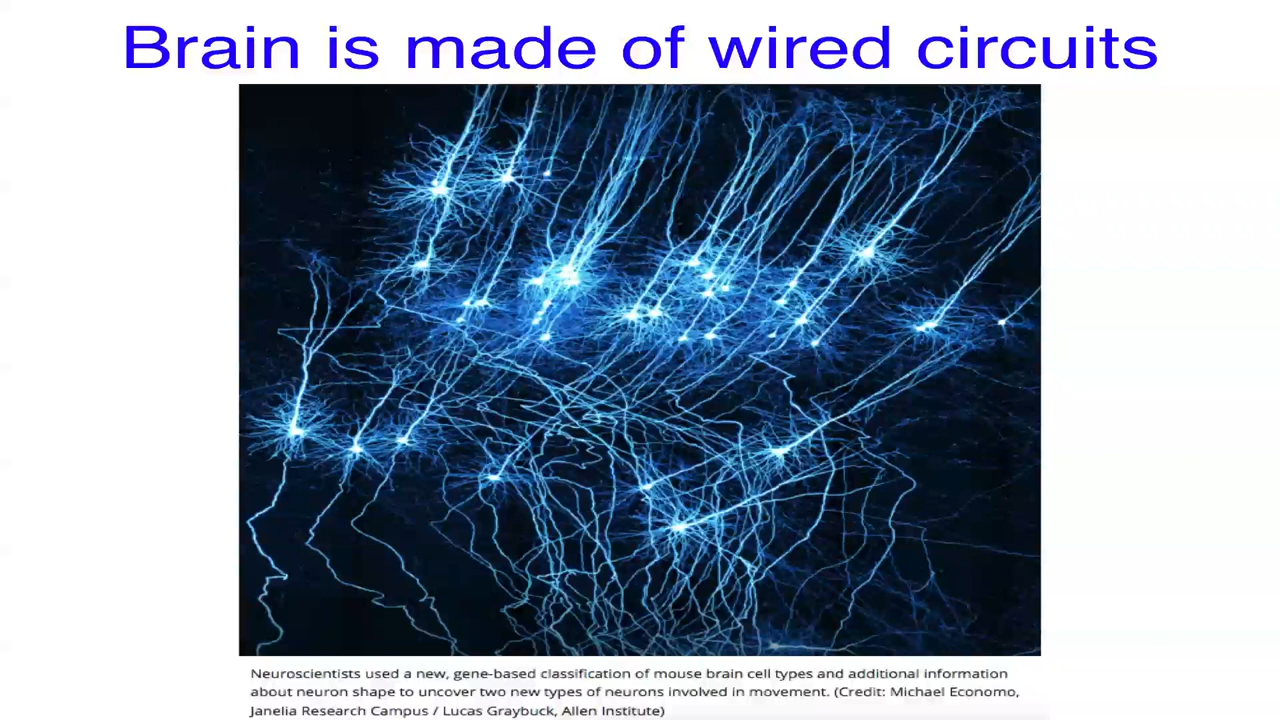 Brain is made of wired circuits
Neuroscientists used a new, gene-based classification of mouse brain cell types and additional information
about neuron shape to uncover two new types of neurons involved in movement. (Credit: Michael Economo,
Janelia Research Campus / Lucas Graybuck, Allen Institute)